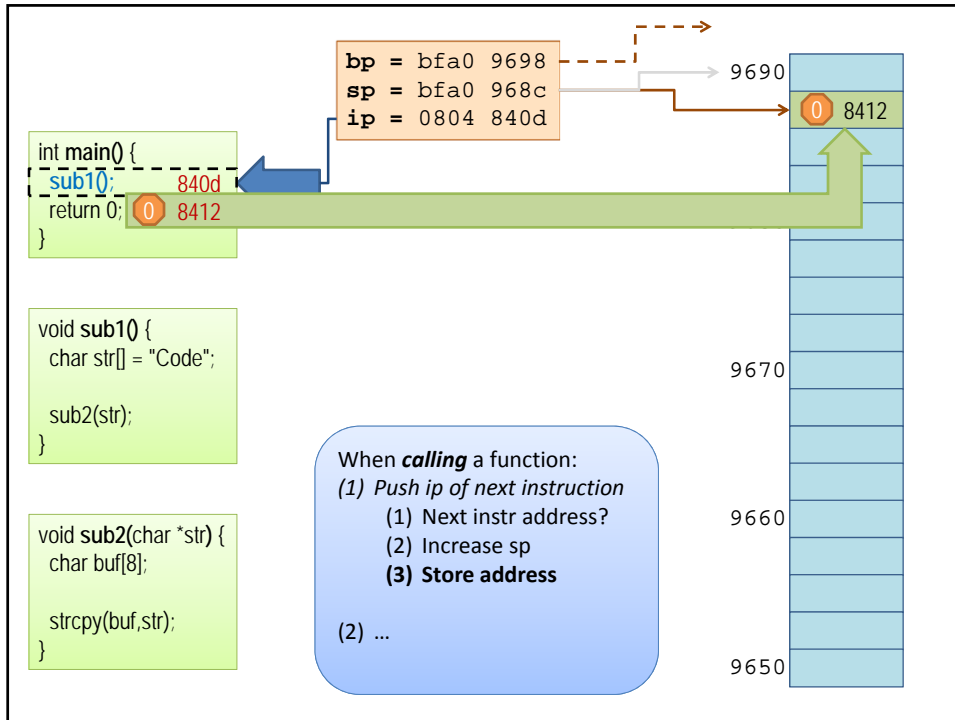 bp = bfa0 9698
sp = bfa0 968c
ip = 0804 840d
9690
0 8412
int main() {
sub1(); 840d
return 0; 0 8412
}
void sub1() {
char str[] = "Code";
sub2(str);
}
9670
When calling a function:
(1) Push ip of next instruction
(1) Next instr address?
(2) Increase sp
(3) Store address
(2) …
9660
void sub2(char *str) {
char buf[8];
strcpy(buf,str);
}
9650